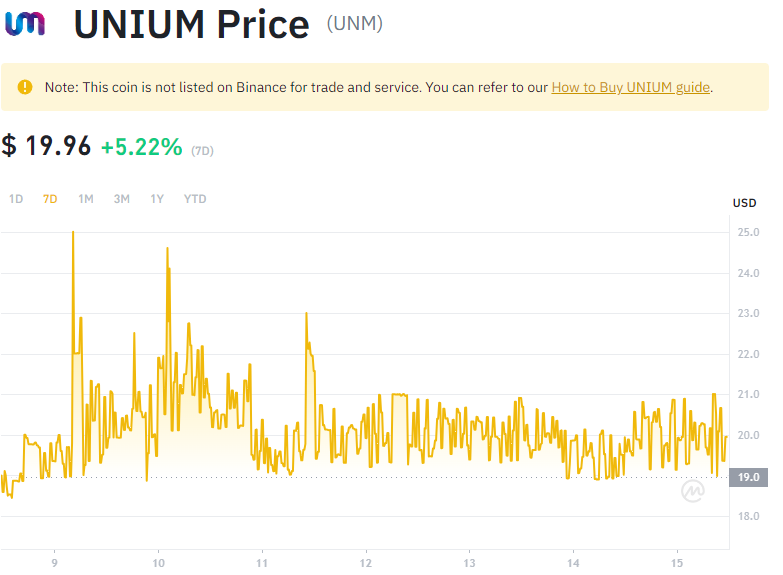 um
UNIUM Price (UNM)
Note: This coin is not listed on Binance for trade and service. You can refer to our How to Buy UNIUM guide.
$ 19.96 +5.22% (7D)
1D 7D 1M 3M 1Y YTD
USD
25.0
24.0
23.0
22.0
21.0
20.0
19.0
18.0
9 10 11 12 13 14 15